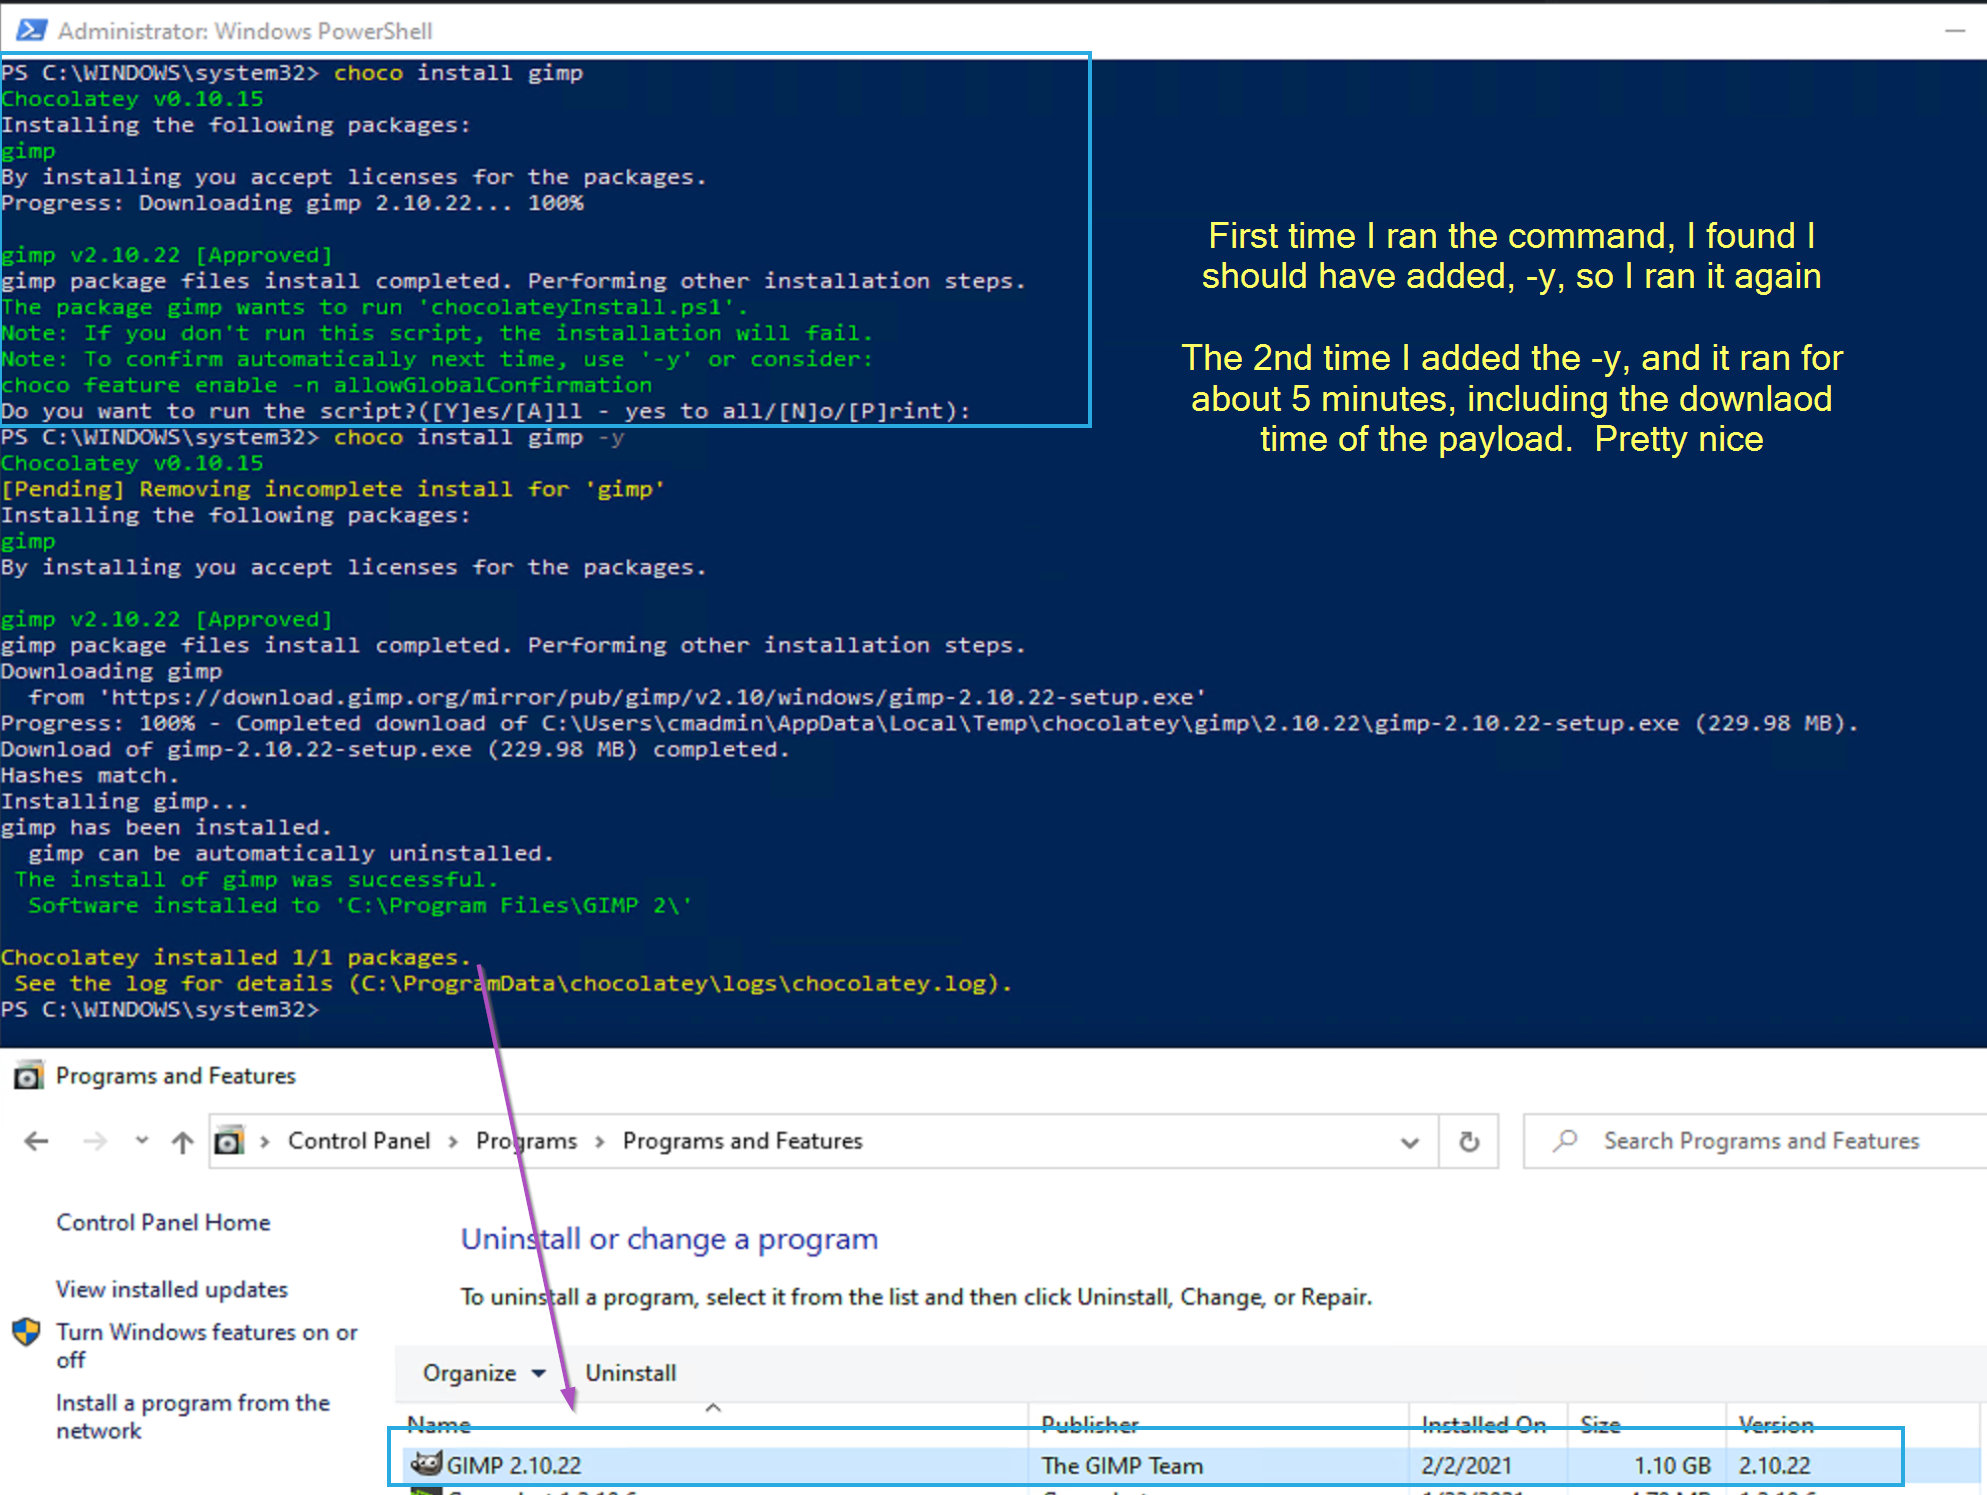 Administrator: Windows PowerShell
PS C:\WINDOWS\system32> choco install gimp
Chocolatey v0.10.15
Installing the following packages:
gimp
By installing you accept licenses for the packages.
Progress: Downloading gimp 2.10.22... 100%
gimp v2.10.22 [Approved]
gimp package files install completed. Performing other installation steps.
The package gimp wants to run 'chocolateyInstall.ps1'.
Note: If you don't run this script, the installation will fail.
Note: To confirm automatically next time, use '-y' or consider:
choco feature enable -n allowGlobalConfirmation
Do you want to run the script?([Y]es/[A]ll - yes to all/[N]o/[P]rint):
PS C:\WINDOWS\system32> choco install gimp -y
Chocolatey v0.10.15
[Pending] Removing incomplete install for 'gimp'
Installing the following packages:
gimp
By installing you accept licenses for the packages.
gimp v2.10.22 [Approved]
gimp package files install completed. Performing other installation steps.
Downloading gimp
from 'https://download.gimp.org/mirror/pub/gimp/v2.10/windows/gimp-2.10.22-setup.exe'
Progress: 100% - Completed download of C:\Users\cmadmin\AppData\Local\Temp\chocolatey\gimp\2.10.22\gimp-2.10.22-setup.exe (229.98 MB).
Download of gimp-2.10.22-setup.exe (229.98 MB) completed.
Hashes match.
Installing gimp...
gimp has been installed.
gimp can be automatically uninstalled.
The install of gimp was successful.
Software installed to 'C:\Program Files\GIMP 2\'
Chocolatey installed 1/1 packages.
See the log for details (C:\ProgramData\chocolatey\logs\chocolatey.log).
PS C:\WINDOWS\system32>
First time I ran the command, I found I
should have added, -y, so I ran it again
The 2nd time I added the -y, and it ran for
about 5 minutes, including the downlaod
time of the payload. Pretty nice
Programs and Features
Control Panel > Programs > Programs and Features
Search Programs and Features
Control Panel Home
View installed updates
Turn Windows features on or
off
Install a program from the
network
Uninstall or change a program
To uninstall a program, select it from the list and then click Uninstall, Change, or Repair.
Organize Uninstall
Name Publisher Installed On Size Version
GIMP 2.10.22 The GIMP Team 2/2/2021 1.10 GB 2.10.22